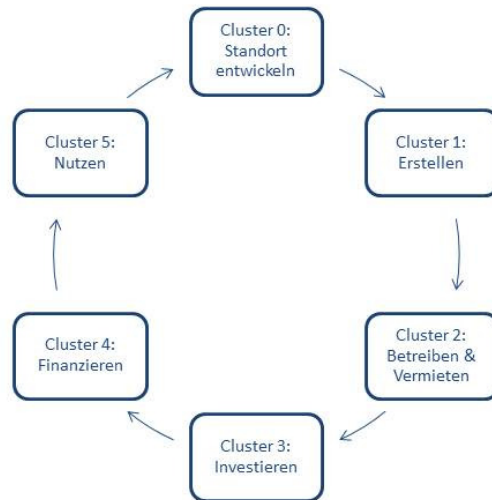 Cluster 0:
Standort
entwickeln
Cluster 1:
Erstellen
Cluster 2:
Betreiben &
Vermieten
Cluster 3:
Investieren
Cluster 4:
Finanzieren
Cluster 5:
Nutzen